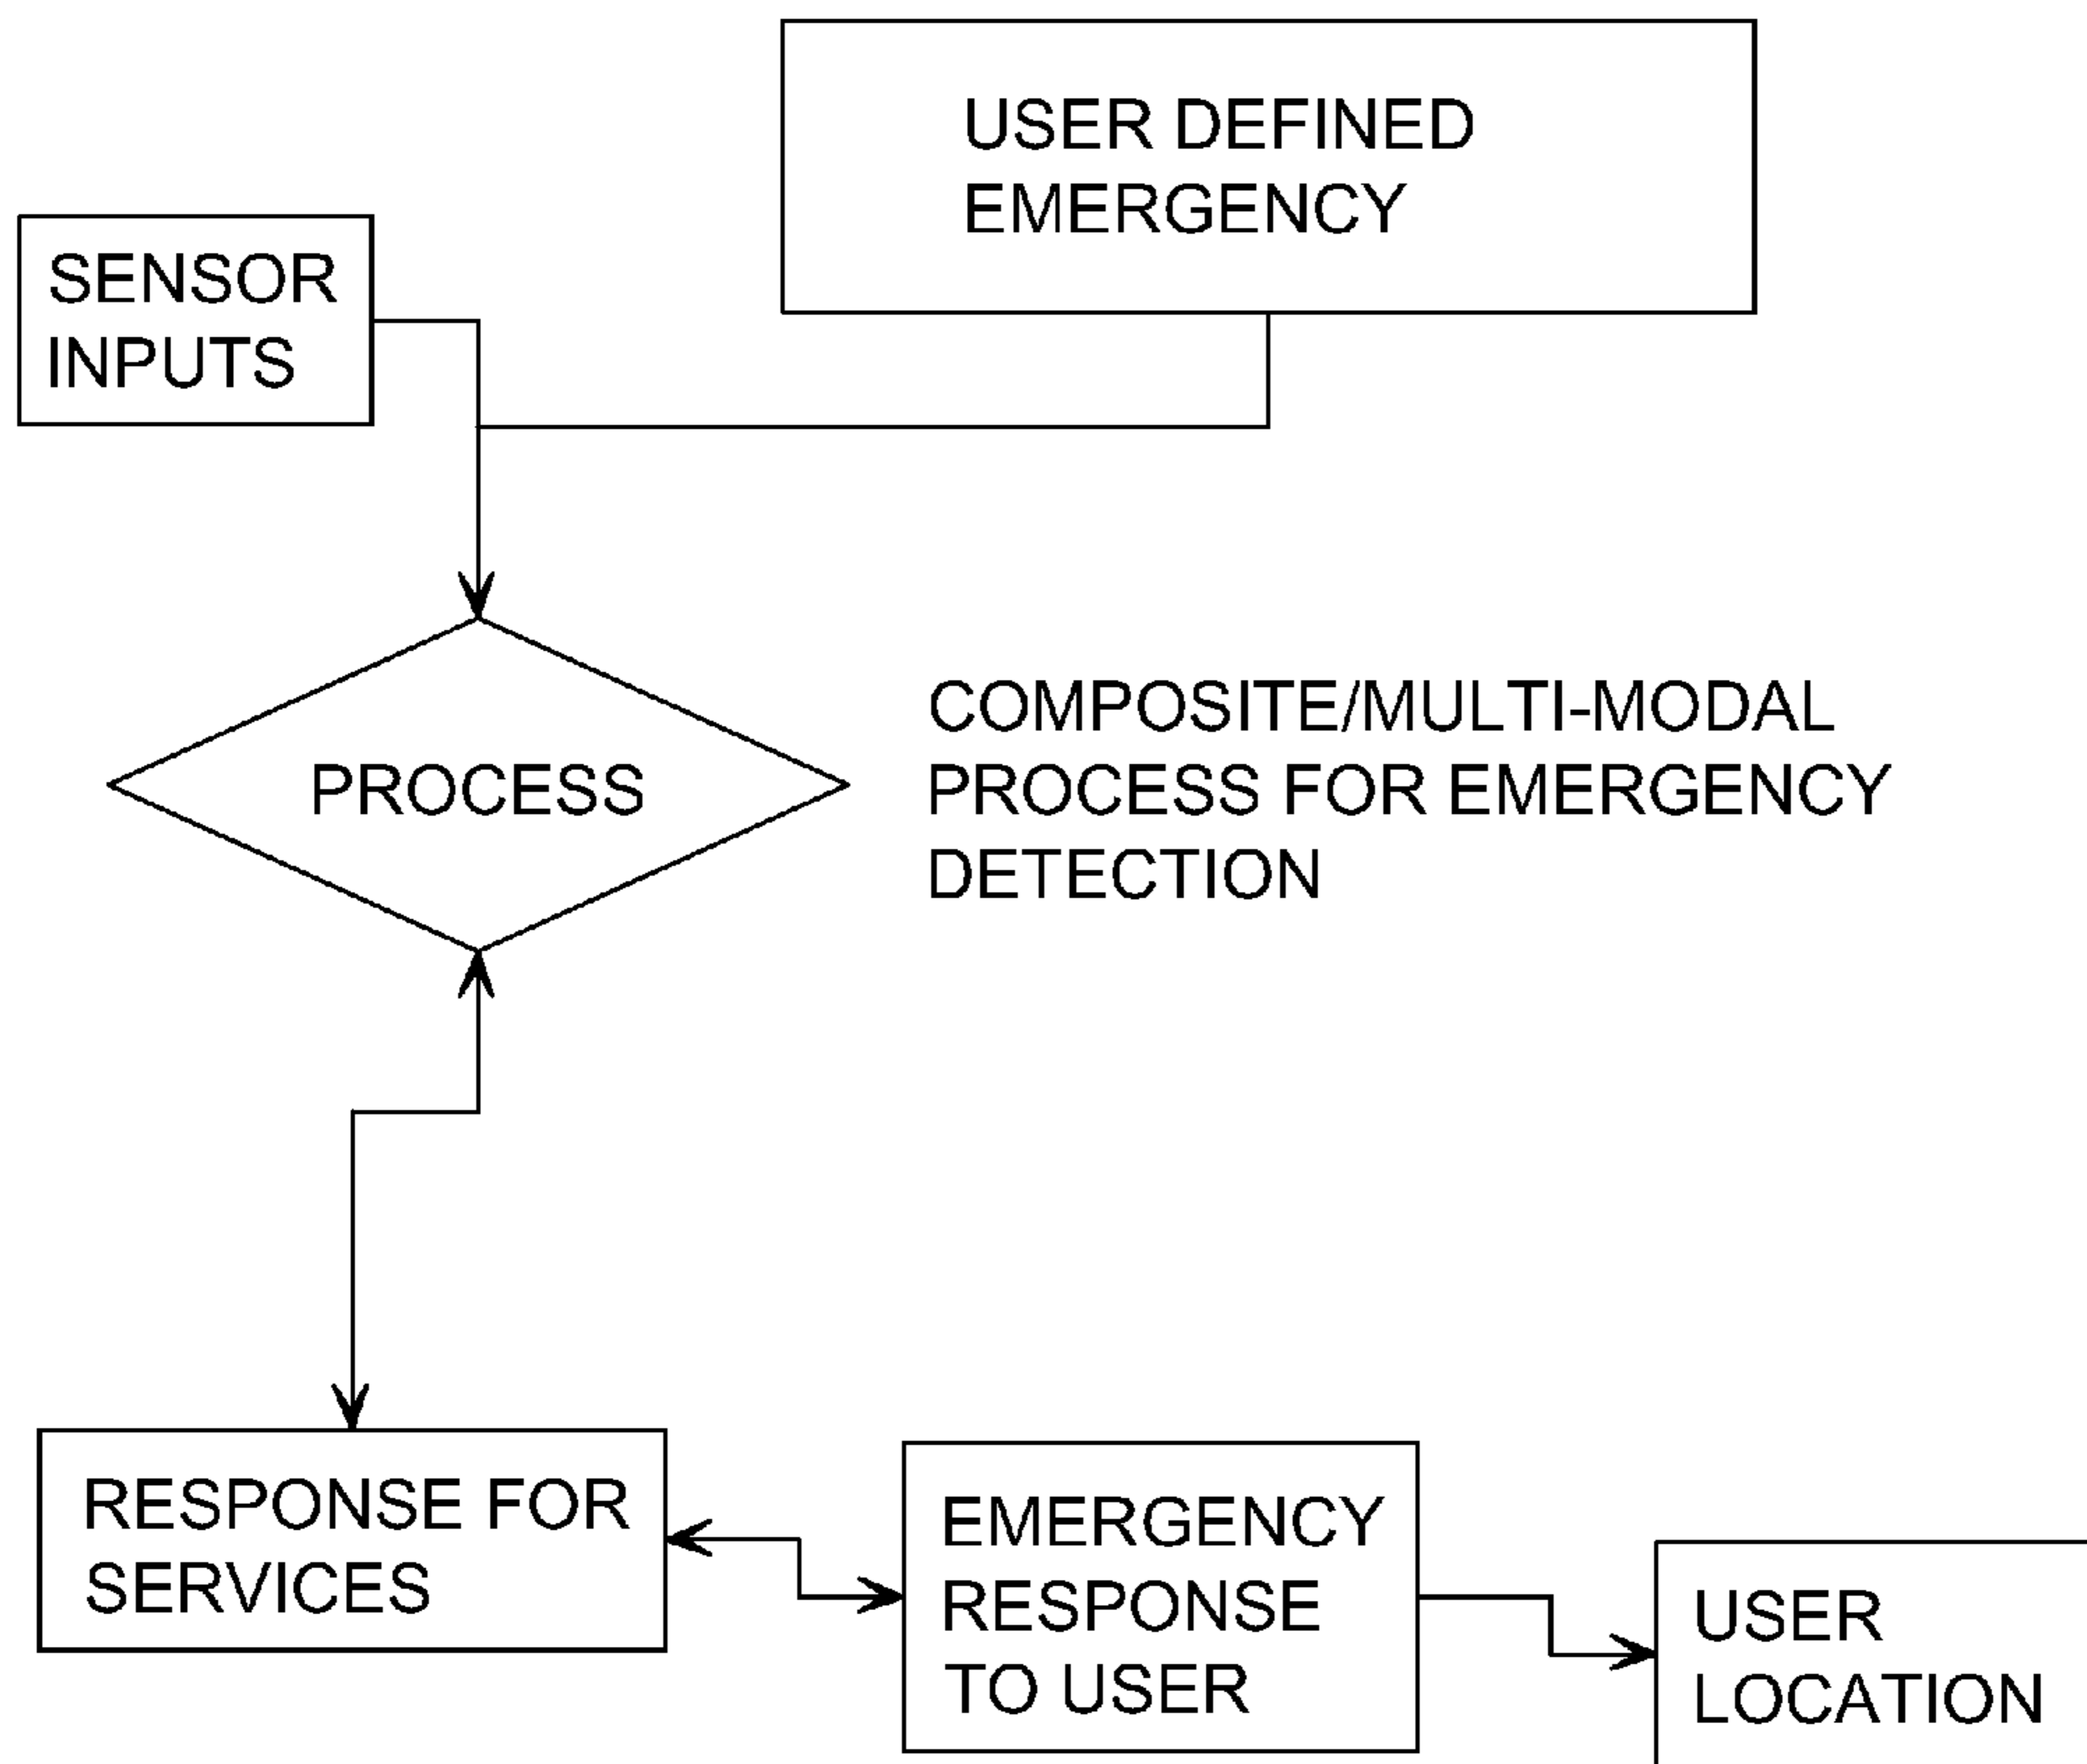 USER DEFINED
EMERGENCY
SENSOR
INPUTS
PROCESS
COMPOSITE/MULTI-MODAL
PROCESS FOR EMERGENCY
DETECTION
RESPONSE FOR
SERVICES
EMERGENCY
RESPONSE
TO USER
USER
LOCATION